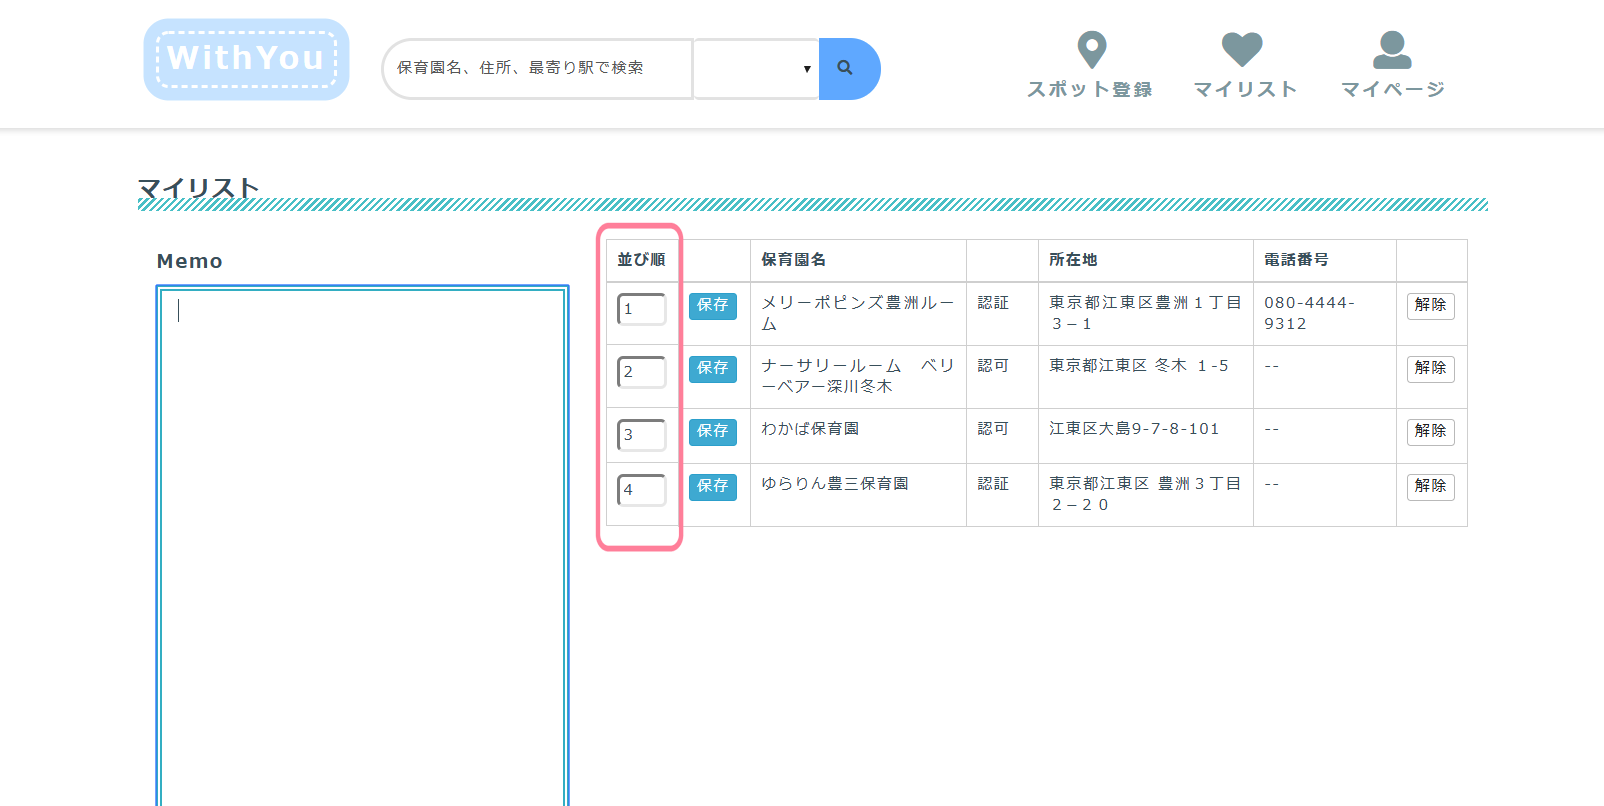 WithYou
保育園名、住所、最寄り駅で検索
スポット登録
マイリスト
マイページ
マイリスト
Memo
並び順
保育園名
所在地
電話番号
1
保存
メリーポピンズ豊洲ルー
ム
認証
東京都江東区豊洲１丁目
３−１
080-4444-
9312
解除
2
保存
ナーサリールーム　ベリ
ーベアー深川冬木
認可
東京都江東区 冬木 １-5
--
解除
3
保存
わかば保育園
認可
江東区大島9-7-8-101
--
解除
4
保存
ゆらりん豊三保育園
認証
東京都江東区 豊洲３丁目
２−２０
--
解除